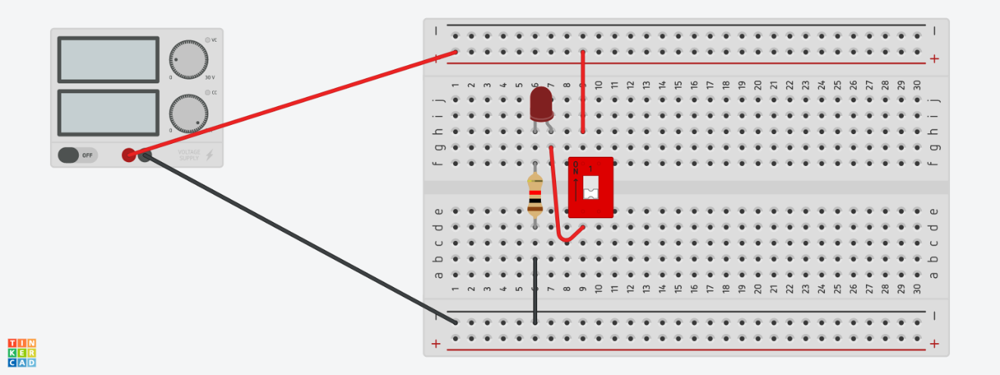 VC
0 30 V
CC
0
OFF
VOLTAGE
SUPPLY
− −
+ +
1 2 3 4 5 6 7 8 9 10 11 12 13 14 15 16 17 18 19 20 21 22 23 24 25 26 27 28 29 30
j j
i i
h h
g g
f f
ON
1
e e
d d
c c
b b
a a
1 2 3 4 5 6 7 8 9 10 11 12 13 14 15 16 17 18 19 20 21 22 23 24 25 26 27 28 29 30
− −
+ +
TIN
KER
CAD